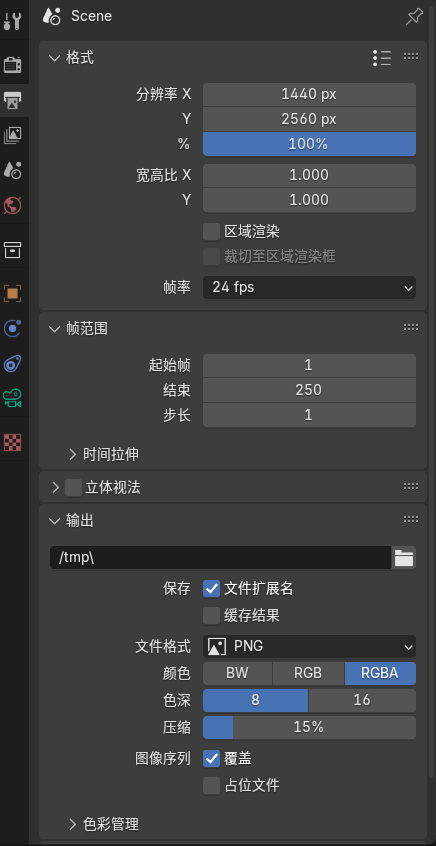 Scene
格式
分辨率 X 1440 px
Y 2560 px
% 100%
宽高比 X 1.000
Y 1.000
区域渲染
裁切至区域渲染框
帧率 24 fps
帧范围
起始帧 1
结束 250
步长 1
时间拉伸
立体视法
输出
/tmp\
保存 文件扩展名
缓存结果
文件格式 PNG
颜色 BW RGB RGBA
色深 8 16
压缩 15%
图像序列 覆盖
占位文件
色彩管理